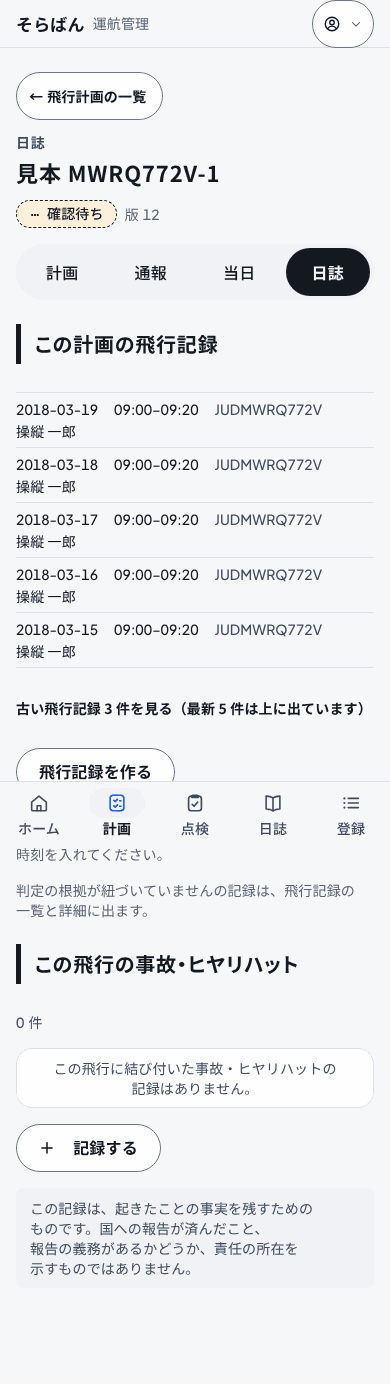 そらばん 運航管理
← 飛行計画の一覧
日誌
見本 MWRQ772V-1
確認待ち 版 12
計画 通報 当日 日誌
この計画の飛行記録
2018-03-19 09:00–09:20 JUDMWRQ772V
操縦 一郎
2018-03-18 09:00–09:20 JUDMWRQ772V
操縦 一郎
2018-03-17 09:00–09:20 JUDMWRQ772V
操縦 一郎
2018-03-16 09:00–09:20 JUDMWRQ772V
操縦 一郎
2018-03-15 09:00–09:20 JUDMWRQ772V
操縦 一郎
古い飛行記録 3 件を見る（最新 5 件は上に出ています）
飛行記録を作る
ホーム 計画 点検 日誌 登録
時刻を入れてください。
判定の根拠が紐づいていませんの記録は、飛行記録の
一覧と詳細に出ます。
この飛行の事故・ヒヤリハット
0 件
この飛行に結び付いた事故・ヒヤリハットの
記録はありません。
＋ 記録する
この記録は、起きたことの事実を残すための
ものです。国への報告が済んだこと、
報告の義務があるかどうか、責任の所在を
示すものではありません。